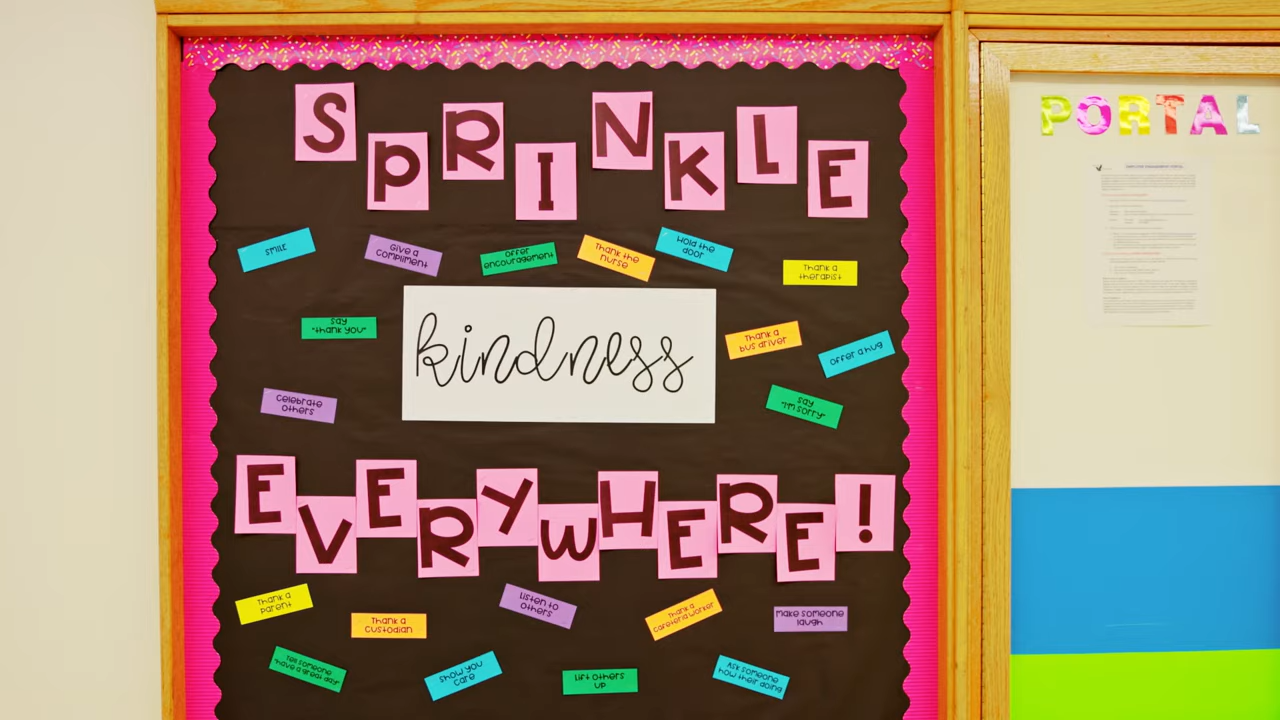 SPRINKLE
SMILE
Give a
compliment
offer
encouragement
Thank the
nurse
Hold the
door
Thank a
therapist
Say
"thank you"
kindness
Thank a
bus driver
Offer a hug
Celebrate
others
Say
"I'm sorry"
EVERYWHERE!
Thank a
parent
Thank a
custodian
Listen to
others
Thank a
cafeteria worker
Make someone
laugh
Tell someone
"have a great day"
Show you
care
Lift others
up
Ask someone
how their doing
PORTAL